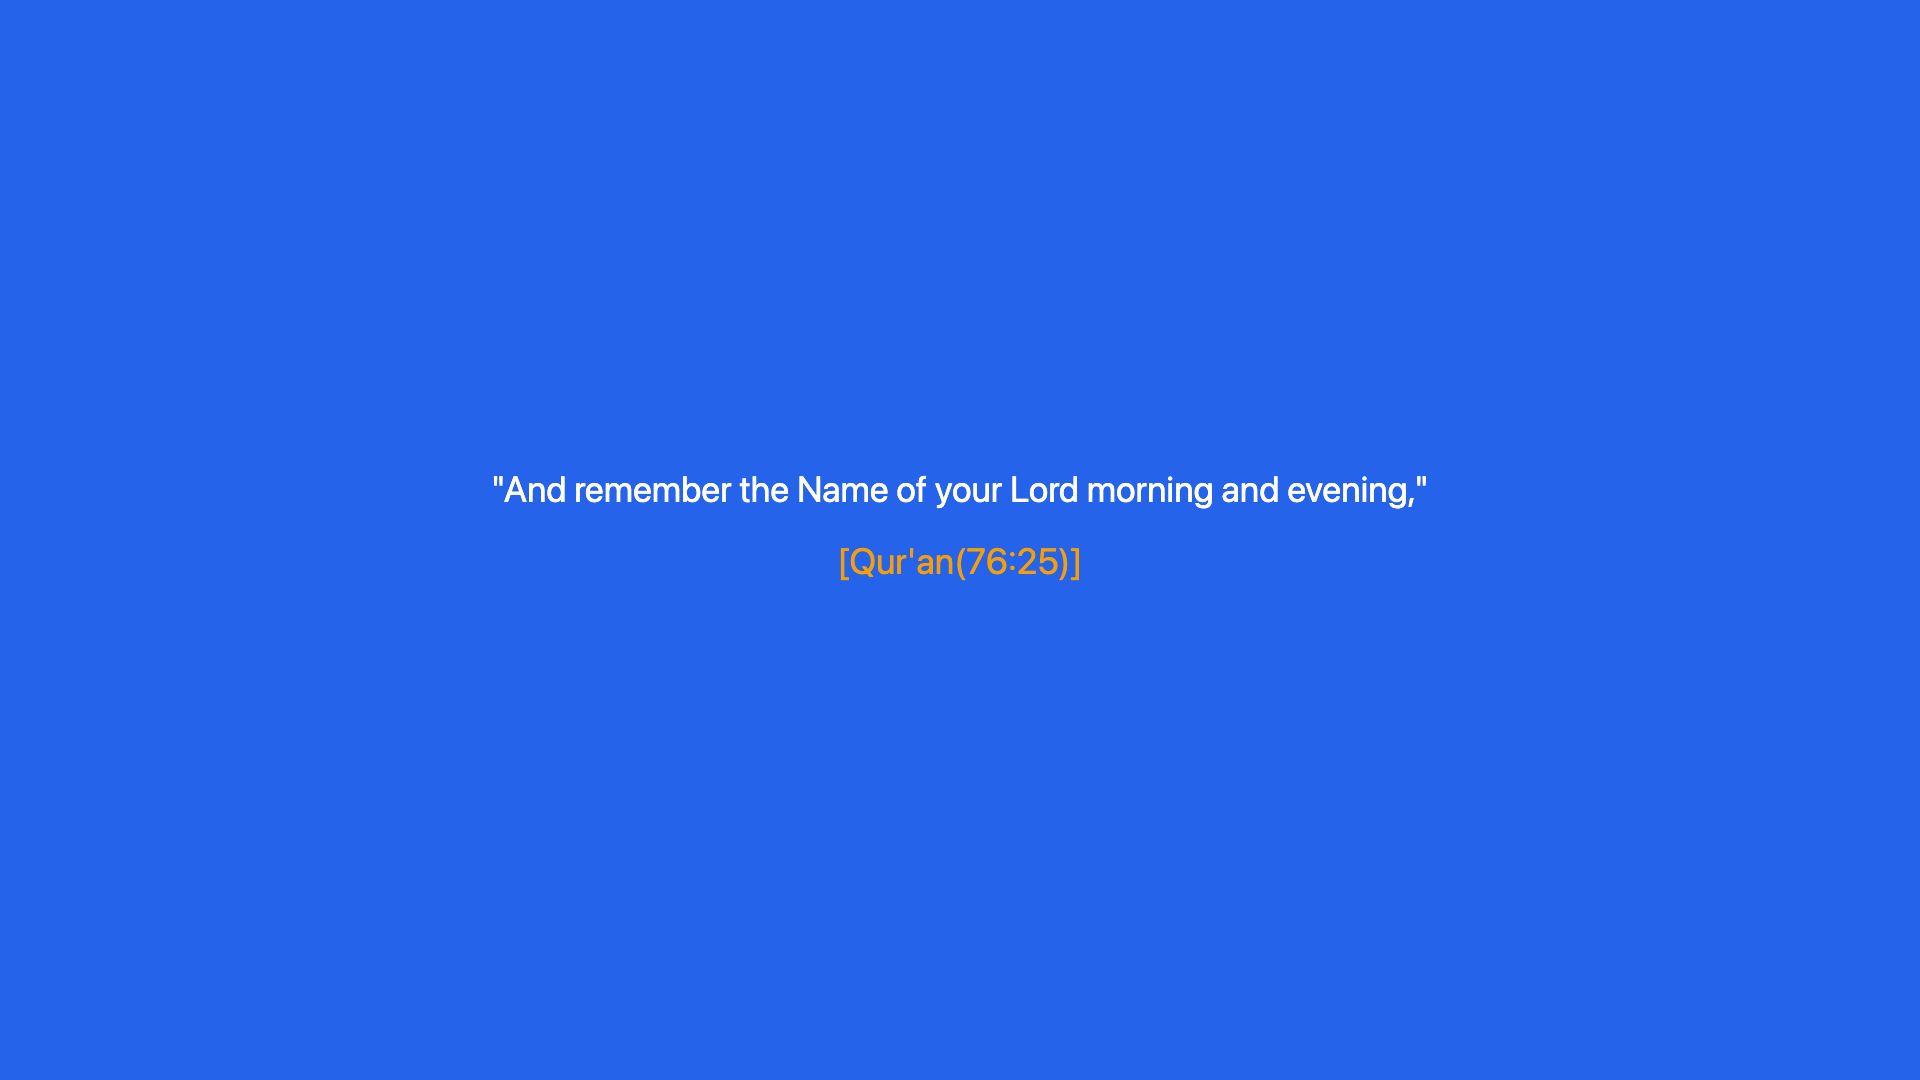 "And remember the Name of your Lord morning and evening,"
[Qur'an(76:25)]